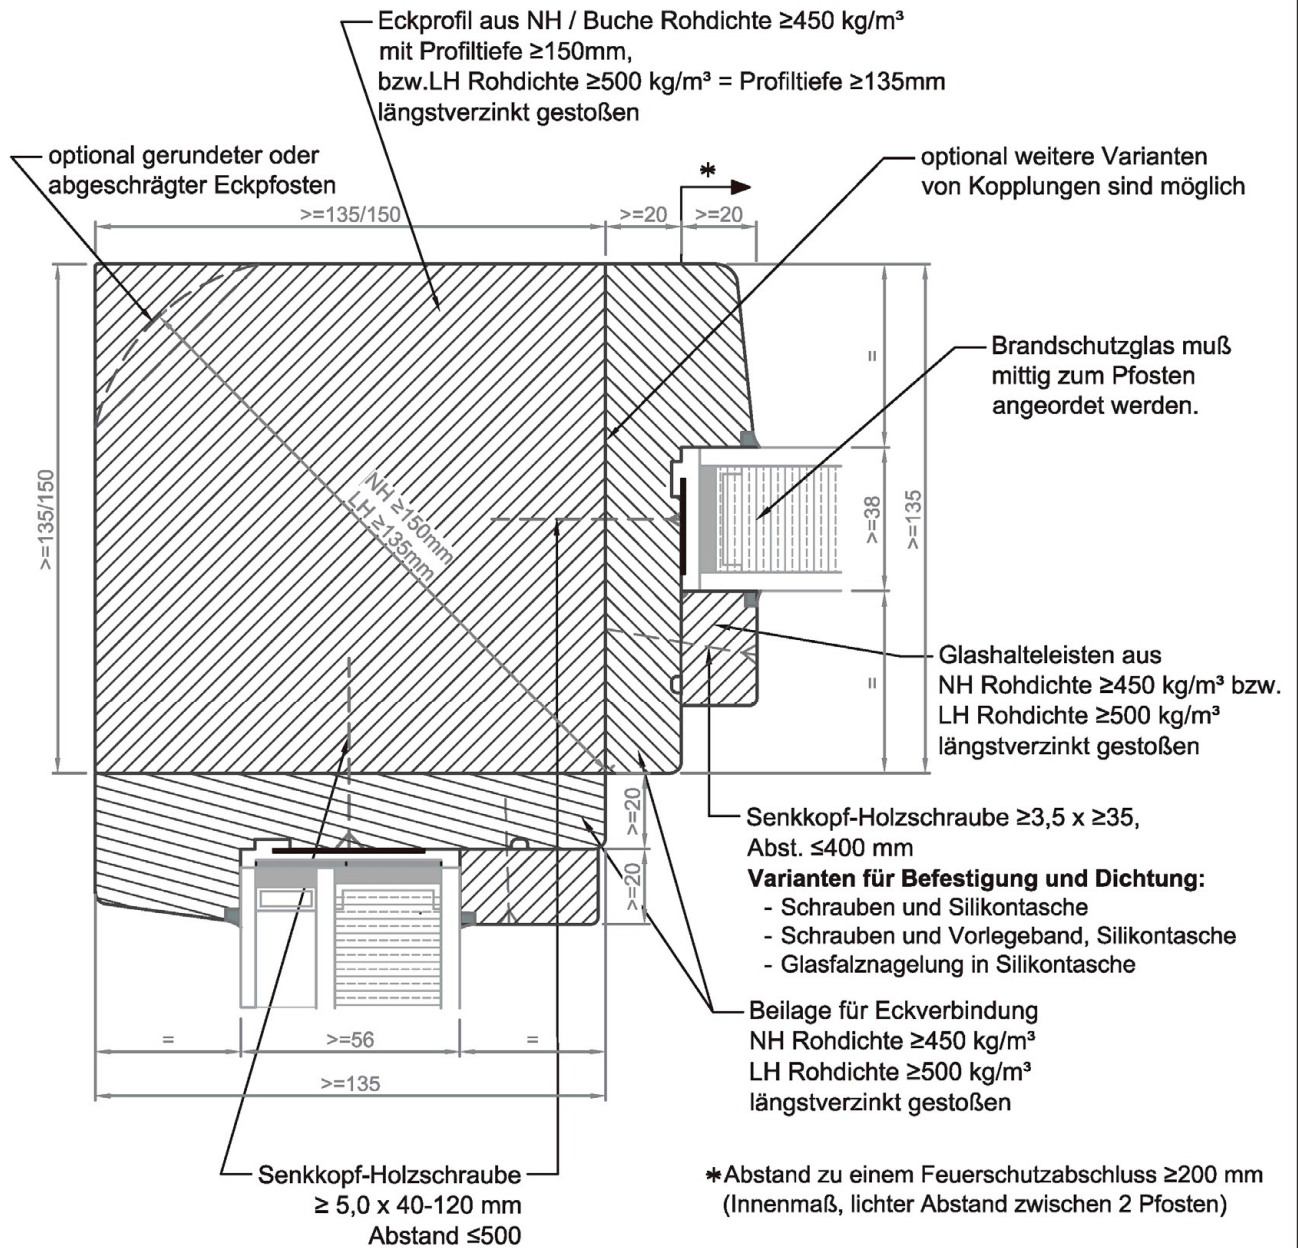 Eckprofil aus NH / Buche Rohdichte ≥450 kg/m³
mit Profiltiefe ≥150mm,
bzw.LH Rohdichte ≥500 kg/m³ = Profiltiefe ≥135mm
längstverzinkt gestoßen
optional gerundeter oder
abgeschrägter Eckpfosten
*
optional weitere Varianten
von Kopplungen sind möglich
>=135/150
>=20
>=20
=
Brandschutzglas muß
mittig zum Pfosten
angeordet werden.
>=135/150
NH ≥150mm
LH ≥135mm
>=38
>=135
=
Glashalteleisten aus
NH Rohdichte ≥450 kg/m³ bzw.
LH Rohdichte ≥500 kg/m³
längstverzinkt gestoßen
>=20
>=20
Senkkopf-Holzschraube ≥3,5 x ≥35,
Abst. ≤400 mm
Varianten für Befestigung und Dichtung:
- Schrauben und Silikontasche
- Schrauben und Vorlegeband, Silikontasche
- Glasfalznagelung in Silikontasche
Beilage für Eckverbindung
NH Rohdichte ≥450 kg/m³
LH Rohdichte ≥500 kg/m³
längstverzinkt gestoßen
=
>=56
=
>=135
Senkkopf-Holzschraube
≥ 5,0 x 40-120 mm
Abstand ≤500
*Abstand zu einem Feuerschutzabschluss ≥200 mm
(Innenmaß, lichter Abstand zwischen 2 Pfosten)